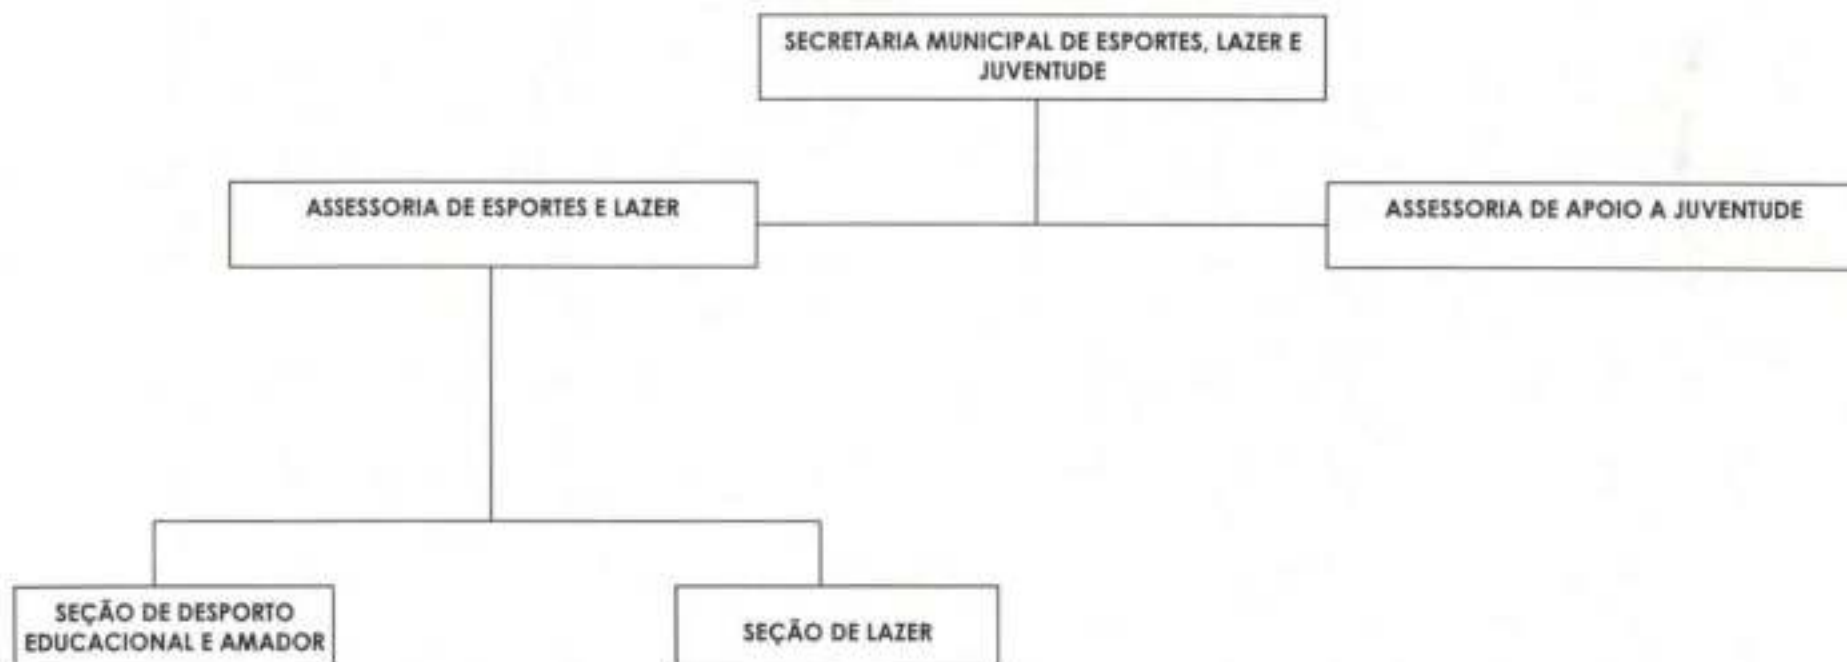 SECRETARIA MUNICIPAL DE ESPORTES, LAZER E
JUVENTUDE
ASSESSORIA DE ESPORTES E LAZER
ASSESSORIA DE APOIO A JUVENTUDE
SEÇÃO DE DESPORTO
EDUCACIONAL E AMADOR
SEÇÃO DE LAZER